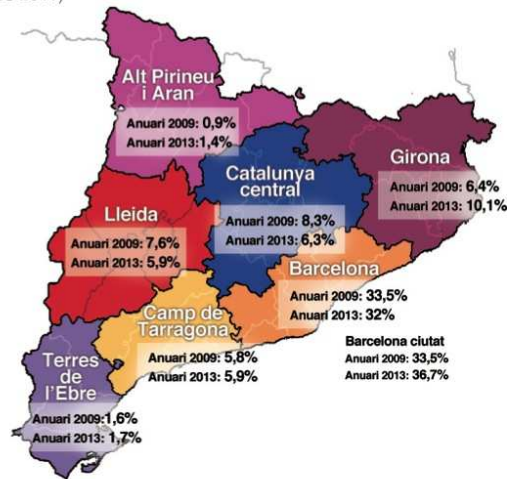 Alt Pirineu
i Aran
Anuari 2009: 0,9%
Anuari 2013: 1,4%
Girona
Anuari 2009: 6,4%
Anuari 2013: 10,1%
Catalunya
central
Anuari 2009: 8,3%
Anuari 2013: 6,3%
Lleida
Anuari 2009: 7,6%
Anuari 2013: 5,9%
Barcelona
Anuari 2009: 33,5%
Anuari 2013: 32%
Camp de
Tarragona
Anuari 2009: 5,8%
Anuari 2013: 5,9%
Barcelona ciutat
Anuari 2009: 33,5%
Anuari 2013: 36,7%
Terres
de
l'Ebre
Anuari 2009:1,6%
Anuari 2013: 1,7%